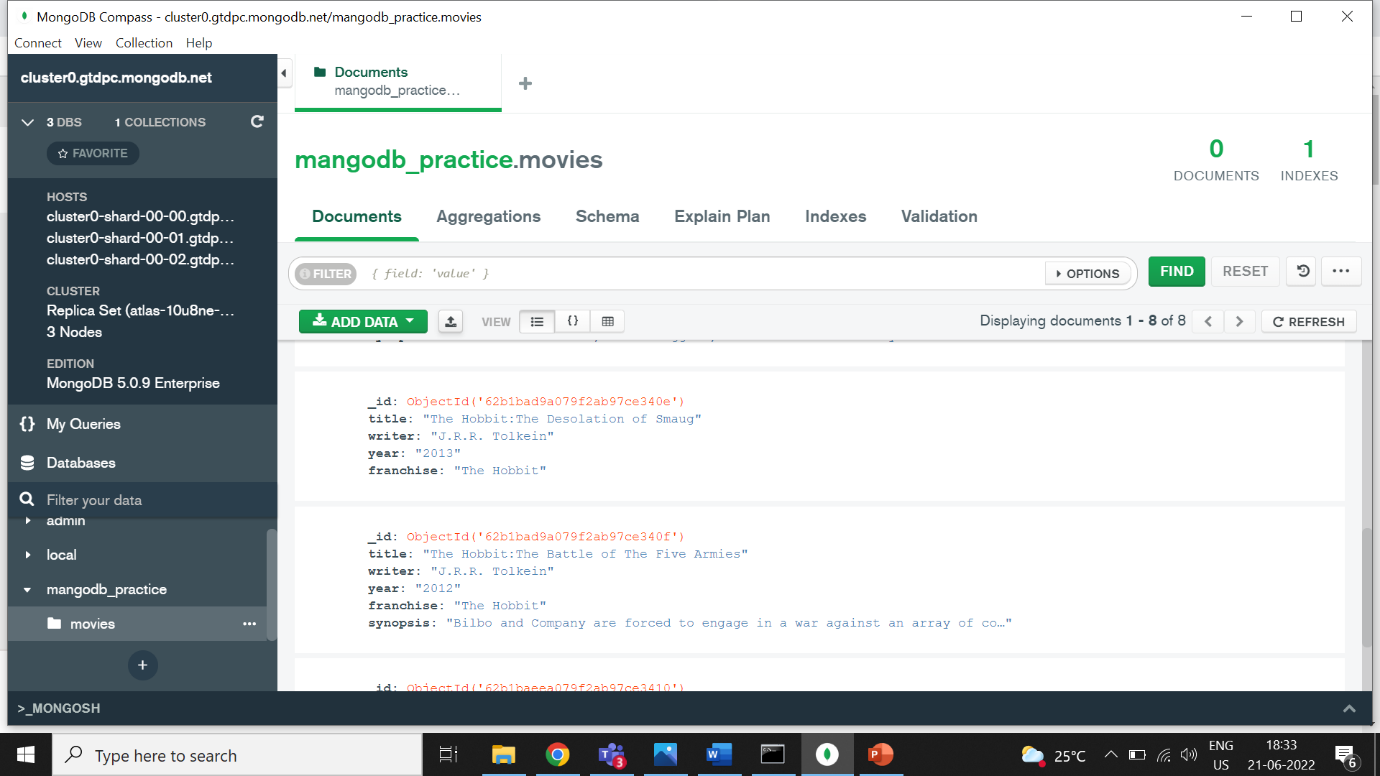 MongoDB Compass - cluster0.gtdpc.mongodb.net/mangodb_practice.movies
Connect View Collection Help
cluster0.gtdpc.mongodb.net
3 DBS 1 COLLECTIONS
FAVORITE
HOSTS
cluster0-shard-00-00.gtdp...
cluster0-shard-00-01.gtdp...
cluster0-shard-00-02.gtdp...
CLUSTER
Replica Set (atlas-10u8ne-...
3 Nodes
EDITION
MongoDB 5.0.9 Enterprise
{} My Queries
Databases
Filter your data
admin
local
mangodb_practice
movies
>_MONGOSH
Documents
mangodb_practice...
mangodb_practice.movies
0 DOCUMENTS
1 INDEXES
Documents Aggregations Schema Explain Plan Indexes Validation
FILTER { field: 'value' } OPTIONS FIND RESET
ADD DATA VIEW {} Displaying documents 1 - 8 of 8 REFRESH
_id: ObjectId('62b1bad9a079f2ab97ce340e')
title: "The Hobbit:The Desolation of Smaug"
writer: "J.R.R. Tolkein"
year: "2013"
franchise: "The Hobbit"
_id: ObjectId('62b1bad9a079f2ab97ce340f')
title: "The Hobbit:The Battle of The Five Armies"
writer: "J.R.R. Tolkein"
year: "2012"
franchise: "The Hobbit"
synopsis: "Bilbo and Company are forced to engage in a war against an array of co…"
_id: ObjectId('62b1baeea079f2ab97ce3410')
Type here to search
3
25°C
ENG
US
18:33
21-06-2022
6